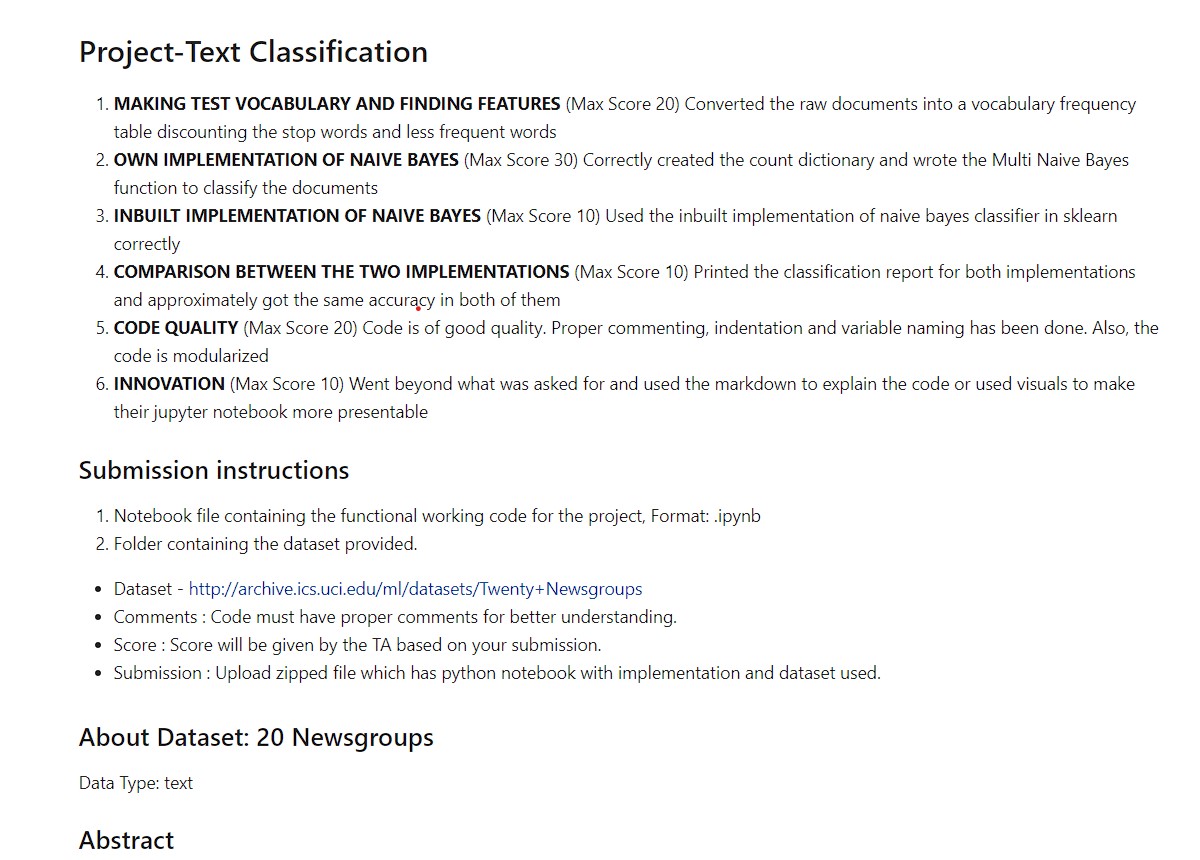 Project-Text Classification
1. MAKING TEST VOCABULARY AND FINDING FEATURES (Max Score 20) Converted the raw documents into a vocabulary frequency
table discounting the stop words and less frequent words
2. OWN IMPLEMENTATION OF NAIVE BAYES (Max Score 30) Correctly created the count dictionary and wrote the Multi Naive Bayes
function to classify the documents
3. INBUILT IMPLEMENTATION OF NAIVE BAYES (Max Score 10) Used the inbuilt implementation of naive bayes classifier in sklearn
correctly
4. COMPARISON BETWEEN THE TWO IMPLEMENTATIONS (Max Score 10) Printed the classification report for both implementations
and approximately got the same accuracy in both of them
5. CODE QUALITY (Max Score 20) Code is of good quality. Proper commenting, indentation and variable naming has been done. Also, the
code is modularized
6. INNOVATION (Max Score 10) Went beyond what was asked for and used the markdown to explain the code or used visuals to make
their jupyter notebook more presentable
Submission instructions
1. Notebook file containing the functional working code for the project, Format: .ipynb
2. Folder containing the dataset provided.
• Dataset - http://archive.ics.uci.edu/ml/datasets/Twenty+Newsgroups
• Comments : Code must have proper comments for better understanding.
• Score : Score will be given by the TA based on your submission.
• Submission : Upload zipped file which has python notebook with implementation and dataset used.
About Dataset: 20 Newsgroups
Data Type: text
Abstract